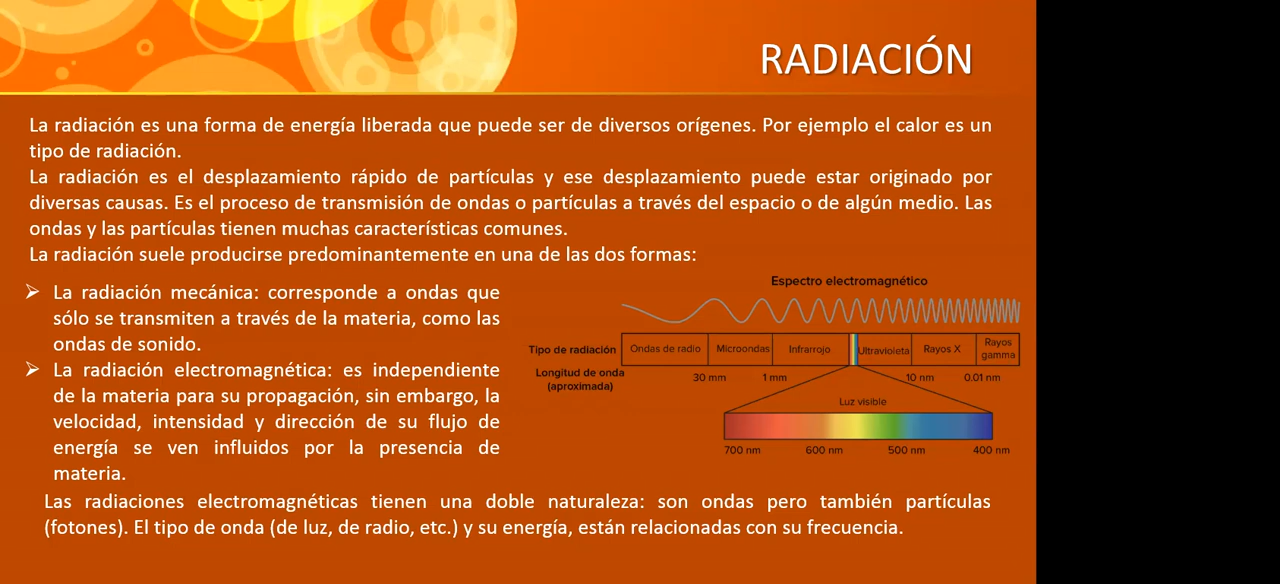 RADIACIÓN
La radiación es una forma de energía liberada que puede ser de diversos orígenes. Por ejemplo el calor es un
tipo de radiación.
La radiación es el desplazamiento rápido de partículas y ese desplazamiento puede estar originado por
diversas causas. Es el proceso de transmisión de ondas o partículas a través del espacio o de algún medio. Las
ondas y las partículas tienen muchas características comunes.
La radiación suele producirse predominantemente en una de las dos formas:
➢ La radiación mecánica: corresponde a ondas que
sólo se transmiten a través de la materia, como las
ondas de sonido.
➢ La radiación electromagnética: es independiente
de la materia para su propagación, sin embargo, la
velocidad, intensidad y dirección de su flujo de
energía se ven influidos por la presencia de
materia.
Espectro electromagnético
Tipo de radiación Ondas de radio Microondas Infrarrojo Ultravioleta Rayos X Rayos
gamma
Longitud de onda
(aproximada)
30 mm 1 mm 10 nm 0.01 nm
Luz visible
700 nm 600 nm 500 nm 400 nm
Las radiaciones electromagnéticas tienen una doble naturaleza: son ondas pero también partículas
(fotones). El tipo de onda (de luz, de radio, etc.) y su energía, están relacionadas con su frecuencia.